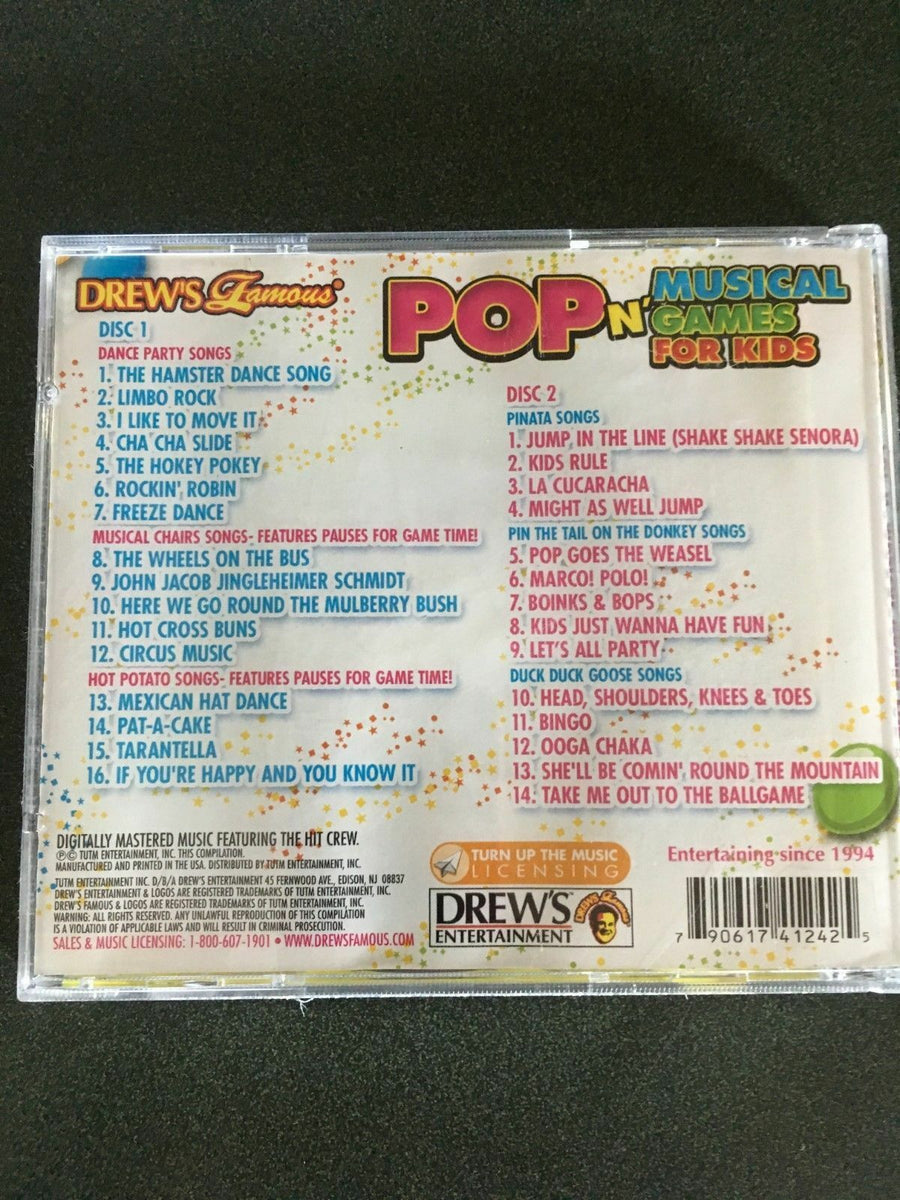 DREW'S Famous
POP N' MUSICAL
GAMES
FOR KIDS
DISC 1
DANCE PARTY SONGS
1. THE HAMSTER DANCE SONG
2. LIMBO ROCK
3. I LIKE TO MOVE IT
4. CHA CHA SLIDE
5. THE HOKEY POKEY
6. ROCKIN' ROBIN
7. FREEZE DANCE
MUSICAL CHAIRS SONGS- FEATURES PAUSES FOR GAME TIME!
8. THE WHEELS ON THE BUS
9. JOHN JACOB JINGLEHEIMER SCHMIDT
10. HERE WE GO ROUND THE MULBERRY BUSH
11. HOT CROSS BUNS
12. CIRCUS MUSIC
HOT POTATO SONGS- FEATURES PAUSES FOR GAME TIME!
13. MEXICAN HAT DANCE
14. PAT-A-CAKE
15. TARANTELLA
16. IF YOU'RE HAPPY AND YOU KNOW IT
DISC 2
PINATA SONGS
1. JUMP IN THE LINE (SHAKE SHAKE SENORA)
2. KIDS RULE
3. LA CUCARACHA
4. MIGHT AS WELL JUMP
PIN THE TAIL ON THE DONKEY SONGS
5. POP GOES THE WEASEL
6. MARCO! POLO!
7. BOINKS & BOPS
8. KIDS JUST WANNA HAVE FUN
9. LET'S ALL PARTY
DUCK DUCK GOOSE SONGS
10. HEAD, SHOULDERS, KNEES & TOES
11. BINGO
12. OOGA CHAKA
13. SHE'LL BE COMIN' ROUND THE MOUNTAIN
14. TAKE ME OUT TO THE BALLGAME
DIGITALLY MASTERED MUSIC FEATURING THE HIT CREW.
℗© TUTM ENTERTAINMENT, INC. THIS COMPILATION.
MANUFACTURED AND PRINTED IN THE USA. DISTRIBUTED BY TUTM ENTERTAINMENT, INC.
TUTM ENTERTAINMENT INC. D/B/A DREW'S ENTERTAINMENT 45 FERNWOOD AVE., EDISON, NJ 08837
DREW'S ENTERTAINMENT & LOGOS ARE REGISTERED TRADEMARKS OF TUTM ENTERTAINMENT, INC.
DREW'S FAMOUS & LOGOS ARE REGISTERED TRADEMARKS OF TUTM ENTERTAINMENT, INC.
WARNING: ALL RIGHTS RESERVED. ANY UNLAWFUL REPRODUCTION OF THIS COMPILATION
IS A VIOLATION OF APPLICABLE LAWS AND WILL RESULT IN CRIMINAL PROSECUTION.
SALES & MUSIC LICENSING: 1-800-607-1901 • WWW.DREWSFAMOUS.COM
TURN UP THE MUSIC
LICENSING
DREW'S
ENTERTAINMENT
DREW'S Famous
Entertaining since 1994
7 90617 41242 5